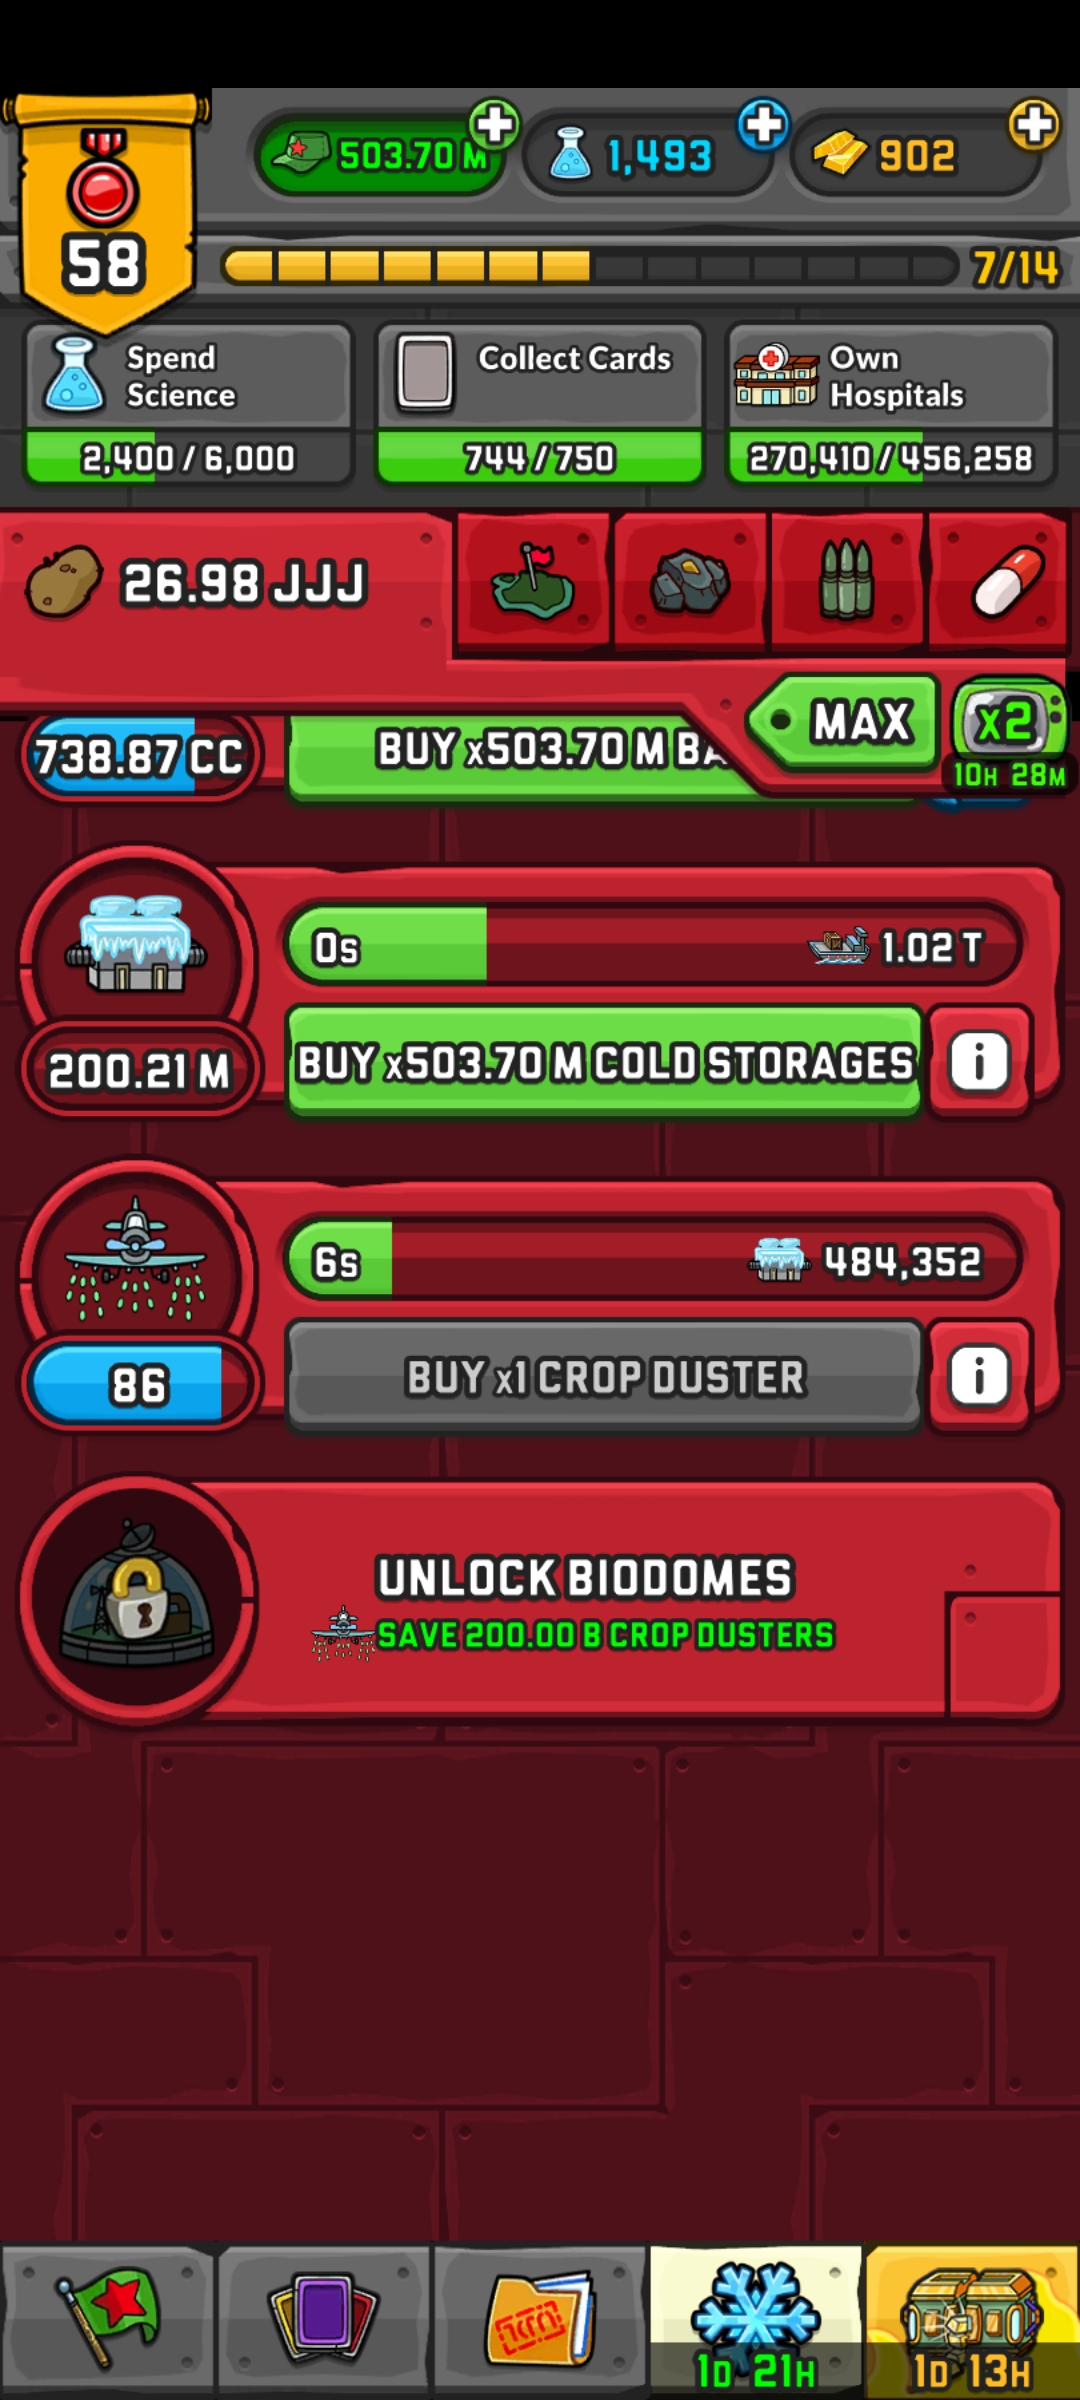 58
503.70 M
1,493
902
7/14
Spend
Science
2,400 / 6,000
Collect Cards
744 / 750
Own
Hospitals
270,410 / 456,258
26.98 JJJ
MAX
x2
10H 28M
738.87 CC
BUY x503.70 M
0s
1.02 T
200.21 M
BUY x503.70 M COLD STORAGES
i
6s
484,352
86
BUY x1 CROP DUSTER
i
UNLOCK BIODOMES
SAVE 200.00 B CROP DUSTERS
1D 21H
1D 13H